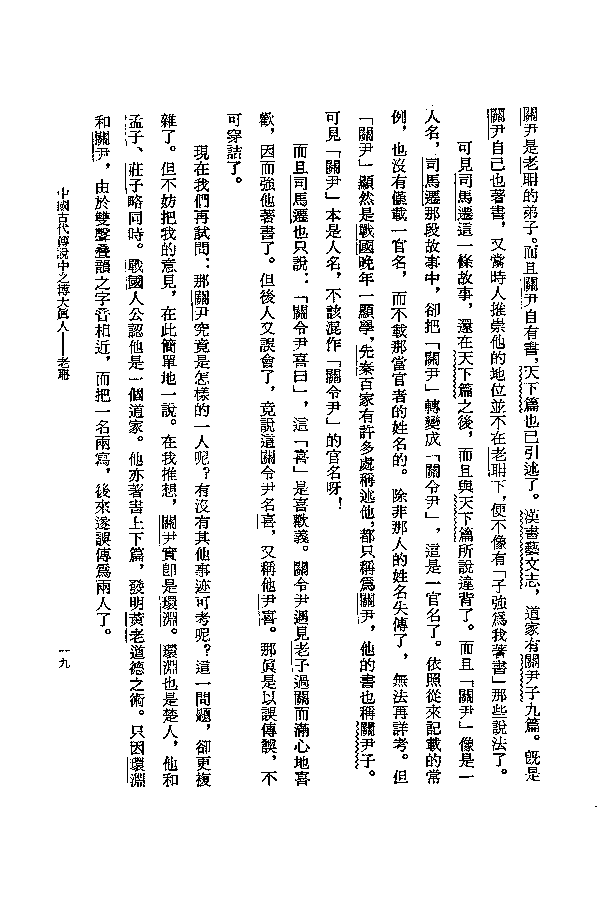 關尹是老聃的弟子。而且關尹自有書,天下篇也已引述了。漢書藝文志,道家有關尹子九篇。既是
關尹自己也著書,又當時人推崇他的地位並不在老聃下,便不像有「子強為我著書」那些說法了。
可見司馬遷這一條故事,還在天下篇之後,而且與天下篇所說違背了。而且「關尹」像是一
人名,司馬遷那段故事中,卻把「關尹」轉變成「關令尹」,這是一官名了。依照從來記載的常
例,也沒有僅載一官名,而不載那當官者的姓名的。除非那人的姓名失傳了,無法再詳考。但
「關尹」顯然是戰國晚年一顯學,先秦百家有許多處稱述他,都只稱為關尹,他的書也稱關尹子。
可見「關尹」本是人名,不該混作「關令尹」的官名呀!
而且司馬遷也只說:「關令尹喜曰」,這「喜」是喜歡義。關令尹遇見老子過關而滿心地喜
歡,因而強他著書了。但後人又誤會了,竟說這關令尹名喜,又稱他尹喜。那真是以誤傳誤,不
可穿詰了。
現在我們再試問:那關尹究竟是怎樣的一人呢?有沒有其他事迹可考呢?這一問題,卻更複
雜了。但不妨把我的意見,在此簡單地一說。在我推想,關尹實即是環淵。環淵也是楚人,他和
孟子、莊子略同時。戰國人公認他是一個道家。他亦著書上下篇,發明黃老道德之術。只因環淵
和關尹,由於雙聲疊韻之字音相近,而把一名兩寫,後來遂誤傳為兩人了。
中國古代傳說中之博大眞人——老聃
一九